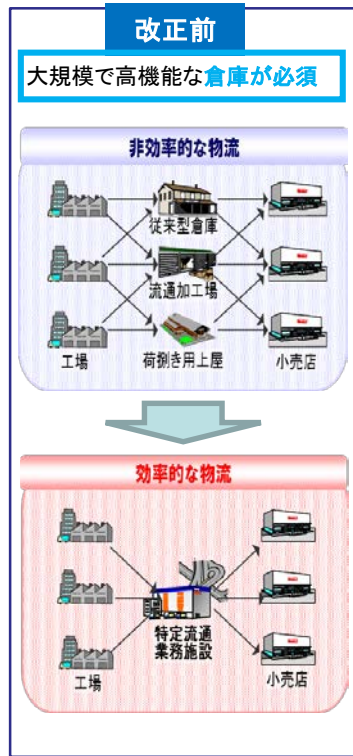 改正前
大規模で高機能な倉庫が必須
非効率的な物流
従来型倉庫
流通加工場
工場
荷捌き用上屋
小売店
効率的な物流
特定流通
業務施設
工場
小売店